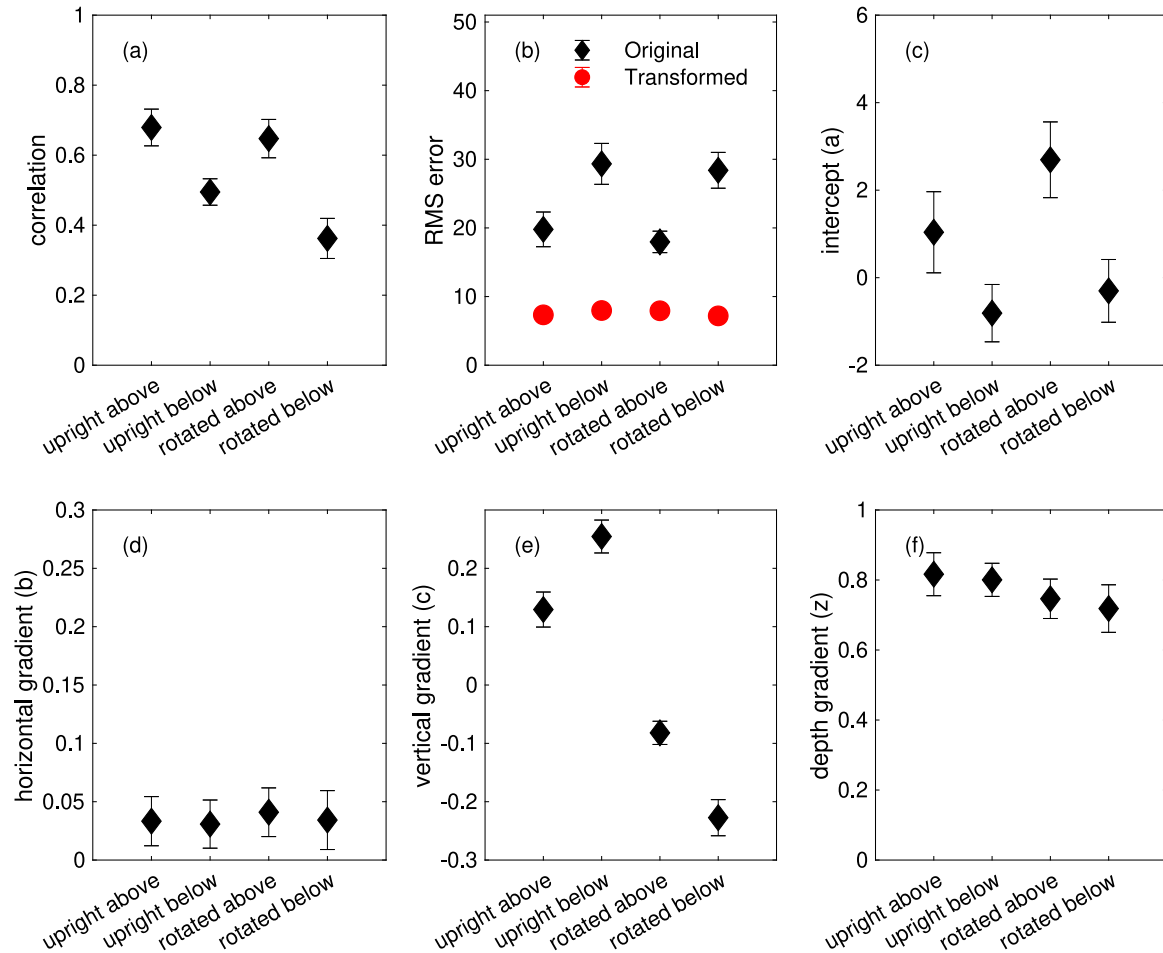 (a)
correlation
1
0.8
0.6
0.4
0.2
0
upright above
upright below
rotated above
rotated below
(b)
Original
Transformed
RMS error
50
40
30
20
10
0
upright above
upright below
rotated above
rotated below
(c)
intercept (a)
6
4
2
0
-2
upright above
upright below
rotated above
rotated below
(d)
horizontal gradient (b)
0.3
0.25
0.2
0.15
0.1
0.05
0
upright above
upright below
rotated above
rotated below
(e)
vertical gradient (c)
0.2
0.1
0
-0.1
-0.2
-0.3
upright above
upright below
rotated above
rotated below
(f)
depth gradient (z)
1
0.8
0.6
0.4
0.2
0
upright above
upright below
rotated above
rotated below